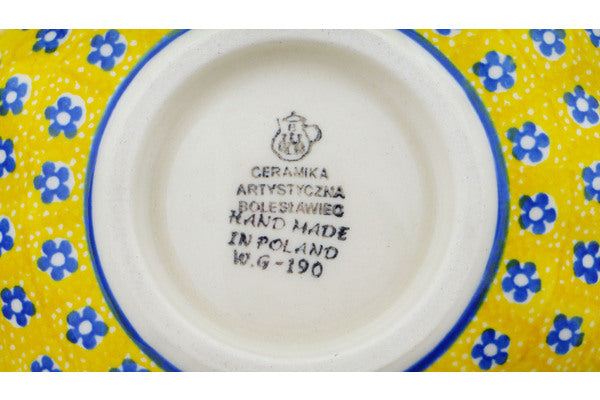 CERAMIKA
ARTYSTYCZNA
BOLESŁAWIEC
HAND MADE
IN POLAND
W.G-190